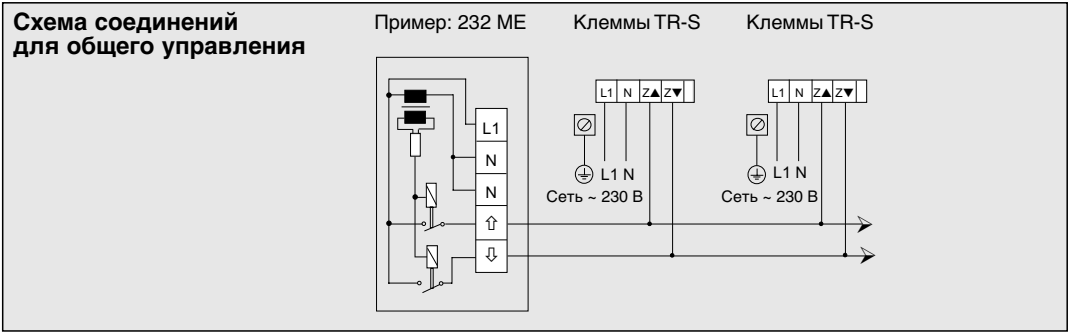 Схема соединений
для общего управления
Пример: 232 ME
Клеммы TR-S
Клеммы TR-S
L1 N Z▲ Z▼
L1 N Z▲ Z▼
L1
N
N
⇧
⇩
L1 N
Сеть ~ 230 В
L1 N
Сеть ~ 230 В